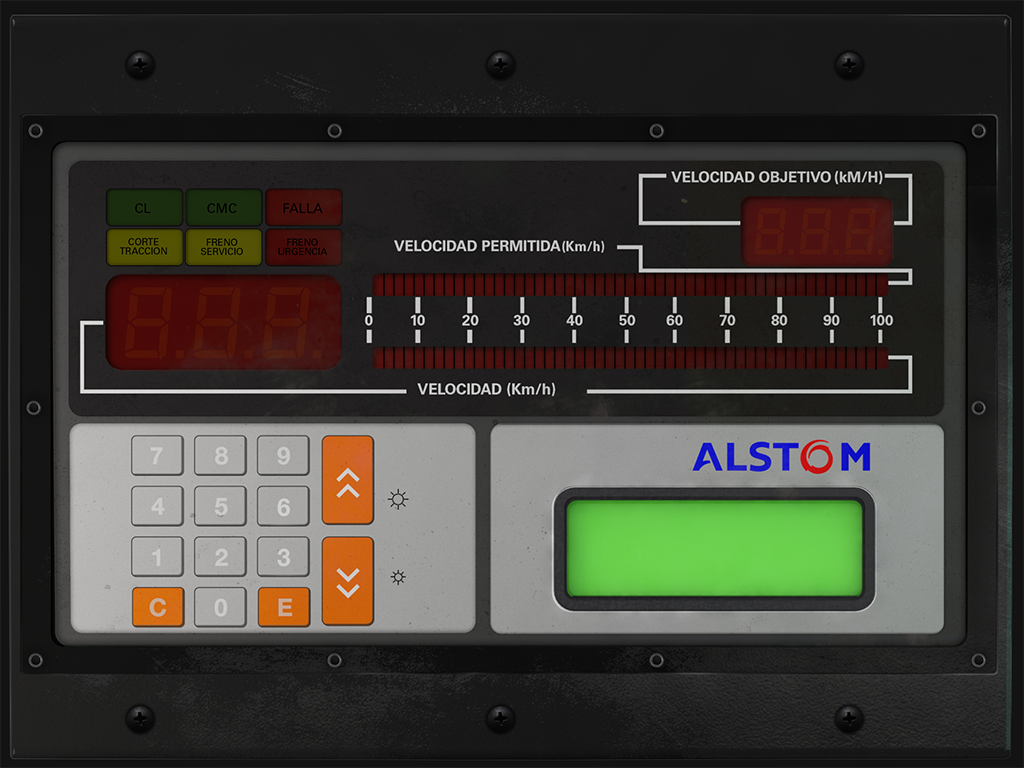 VELOCIDAD OBJETIVO (kM/H)
CL
CMC
FALLA
CORTE
TRACCION
FRENO
SERVICIO
FRENO
URGENCIA
VELOCIDAD PERMITIDA(Km/h)
0 10 20 30 40 50 60 70 80 90 100
VELOCIDAD (Km/h)
7 8 9
4 5 6
1 2 3
C 0 E
ALSTOM